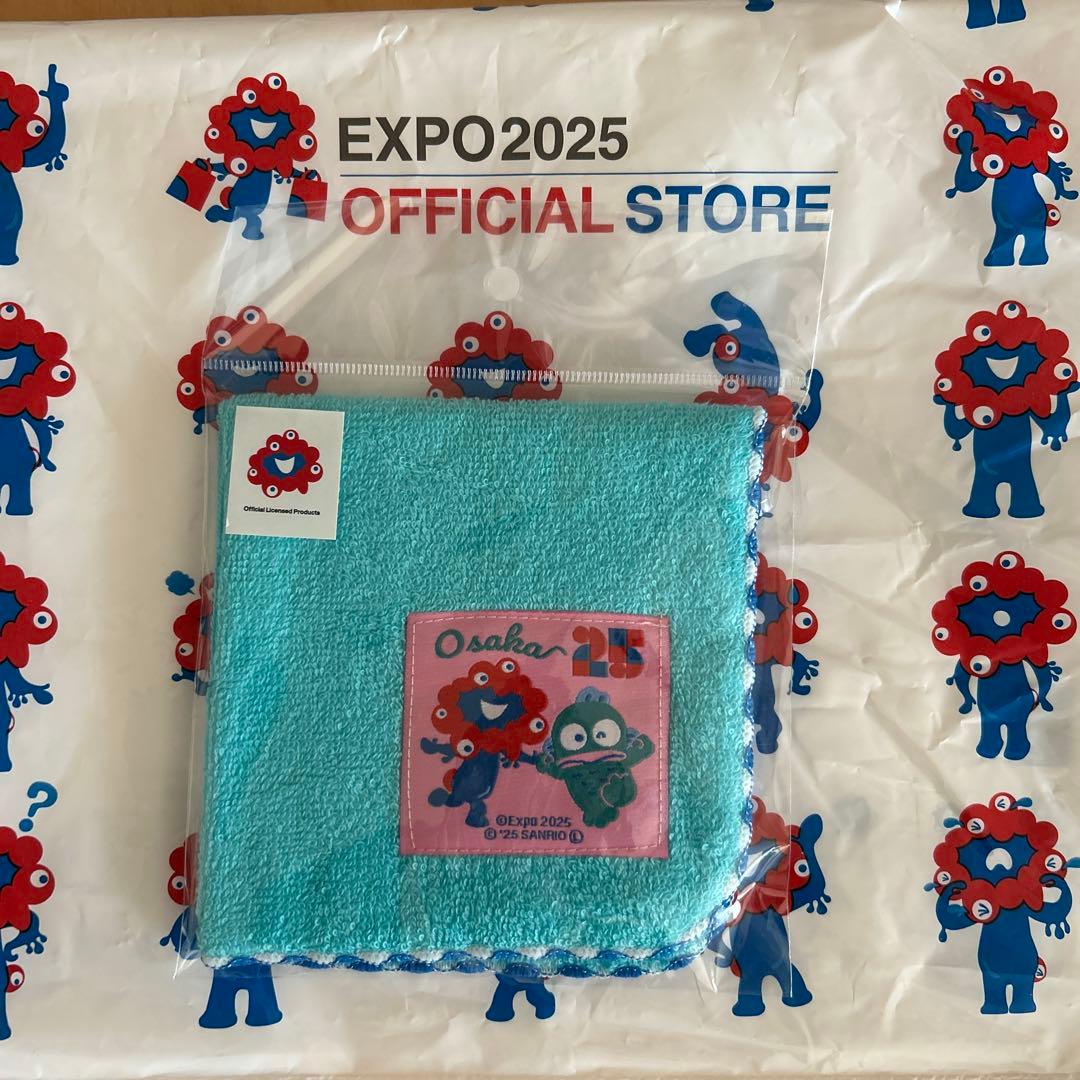 EXPO2025
OFFICIAL STORE
Official Licensed Products
Osaka 25
©Expo 2025
© '25 SANRIO Ⓛ
?